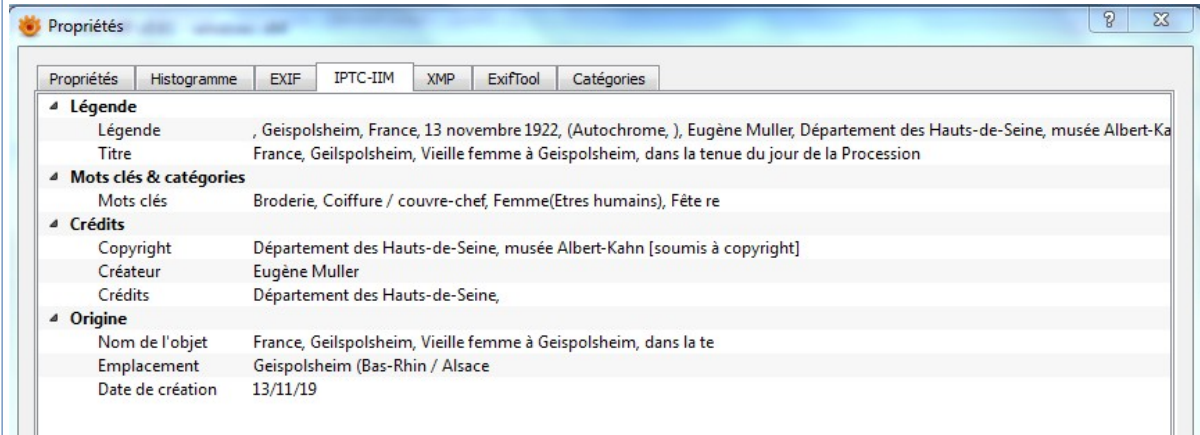 Propriétés
Propriétés Histogramme EXIF IPTC-IIM XMP ExifTool Catégories
Légende
Légende , Geispolsheim, France, 13 novembre 1922, (Autochrome, ), Eugène Muller, Département des Hauts-de-Seine, musée Albert-Ka
Titre France, Geilspolsheim, Vieille femme à Geispolsheim, dans la tenue du jour de la Procession
Mots clés & catégories
Mots clés Broderie, Coiffure / couvre-chef, Femme(Etres humains), Fête re
Crédits
Copyright Département des Hauts-de-Seine, musée Albert-Kahn [soumis à copyright]
Créateur Eugène Muller
Crédits Département des Hauts-de-Seine,
Origine
Nom de l'objet France, Geilspolsheim, Vieille femme à Geispolsheim, dans la te
Emplacement Geispolsheim (Bas-Rhin / Alsace
Date de création 13/11/19